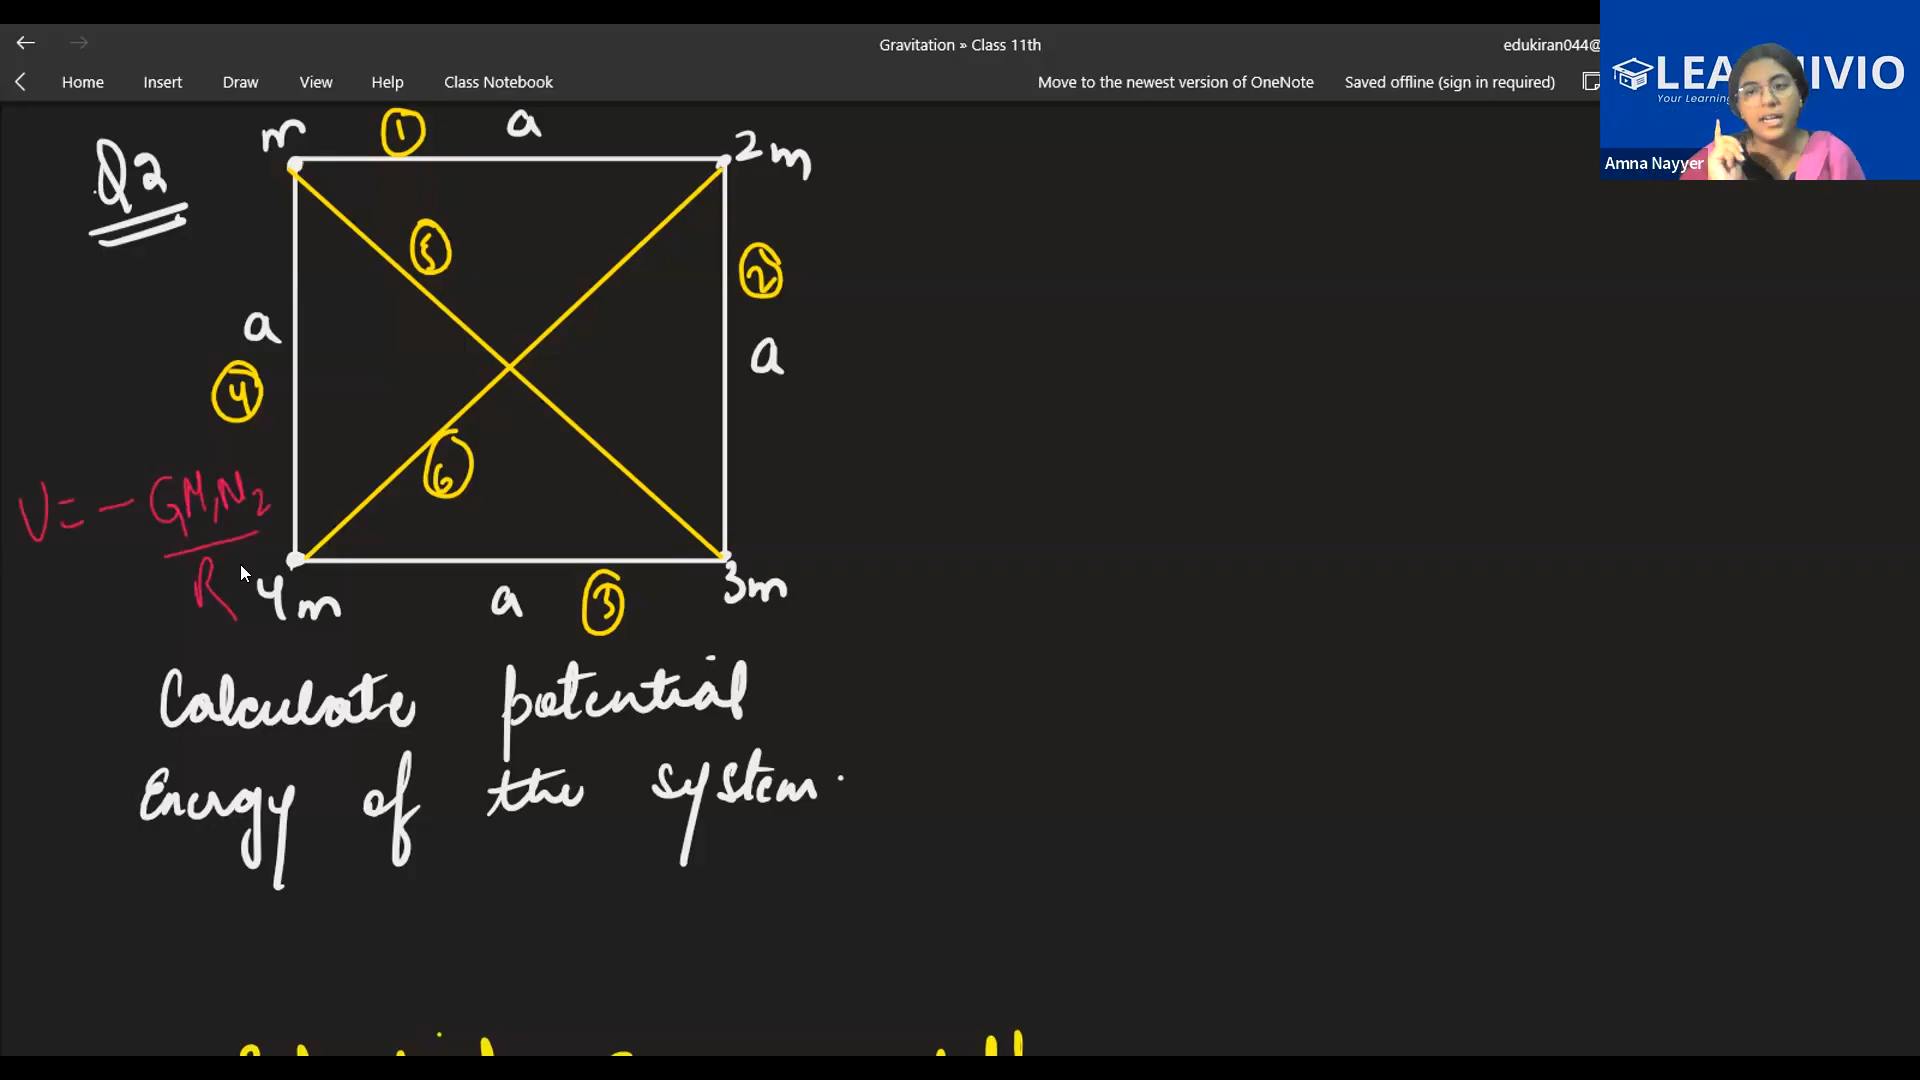 Gravitation » Class 11th
edukiran044@
Home Insert Draw View Help Class Notebook
Move to the newest version of OneNote Saved offline (sign in required)
Your Learning
Amna Nayyer
Q2
m ① a 2m
⑤ ②
a a
④
⑥
U = - GM₁M₂
R
4m a ③ 3m
Calculate potential
Energy of the system.